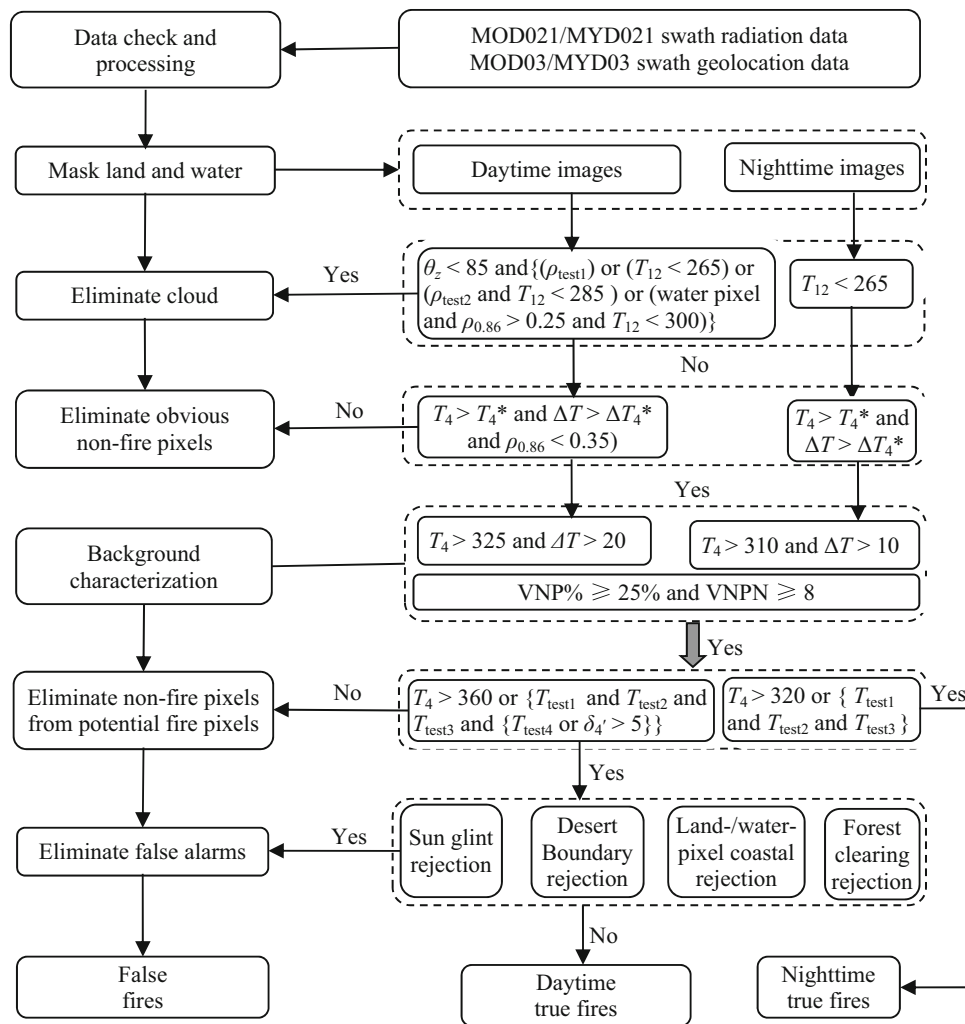 Data check and
processing
MOD021/MYD021 swath radiation data
MOD03/MYD03 swath geolocation data
Mask land and water
Daytime images
Nighttime images
Yes
θz < 85 and{(ρtest1) or (T12 < 265) or
(ρtest2 and T12 < 285 ) or (water pixel
and ρ0.86 > 0.25 and T12 < 300)}
T12 < 265
Eliminate cloud
No
Eliminate obvious
non-fire pixels
No
T4 > T4* and ΔT > ΔT4*
and ρ0.86 < 0.35)
T4 > T4* and
ΔT > ΔT4*
Yes
Background
characterization
T4 > 325 and ΔT > 20
T4 > 310 and ΔT > 10
VNP% ⩾ 25% and VNPN ⩾ 8
Yes
Eliminate non-fire pixels
from potential fire pixels
No
T4 > 360 or {Ttest1 and Ttest2 and
Ttest3 and {Ttest4 or δ4′ > 5}}
T4 > 320 or { Ttest1
and Ttest2 and Ttest3 }
Yes
Yes
Eliminate false alarms
Yes
Sun glint
rejection
Desert
Boundary
rejection
Land-/water-
pixel coastal
rejection
Forest
clearing
rejection
No
False
fires
Daytime
true fires
Nighttime
true fires